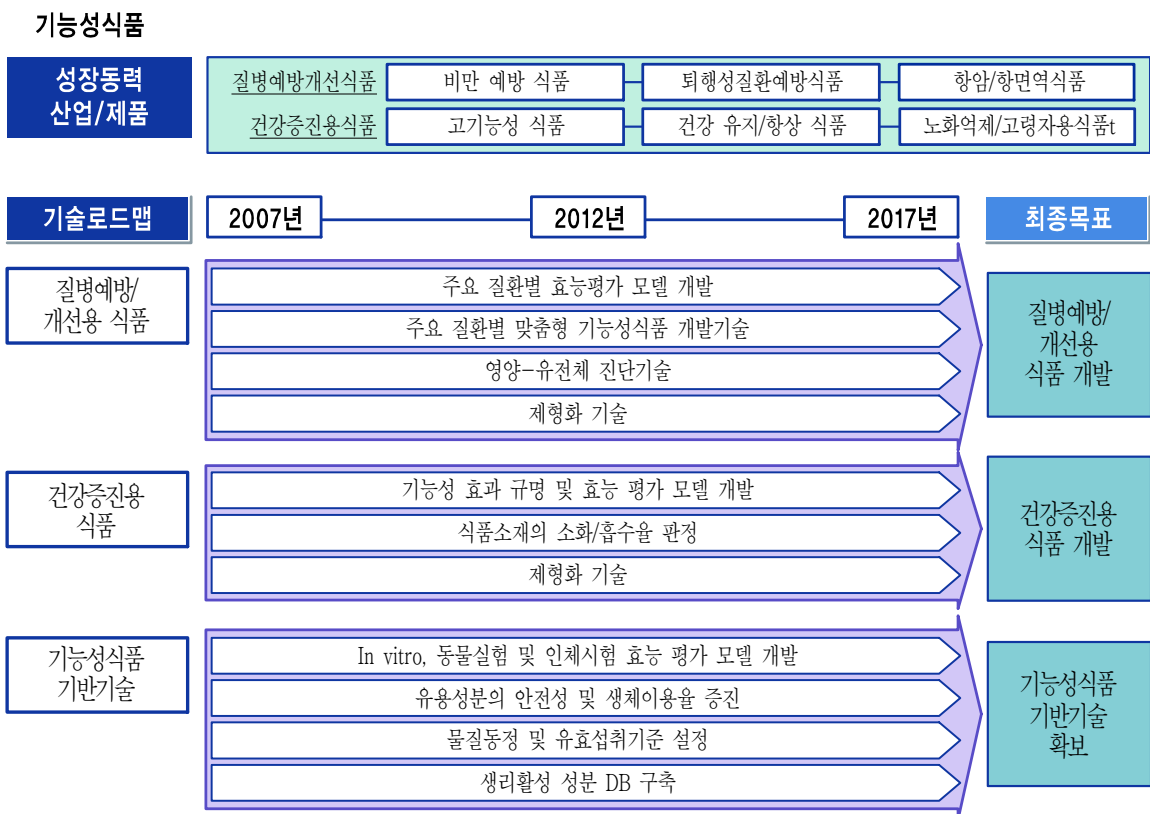 기능성식품
성장동력
산업/제품
질병예방개선식품
비만 예방 식품
퇴행성질환예방식품
항암/항면역식품
건강증진용식품
고기능성 식품
건강 유지/항상 식품
노화억제/고령자용식품t
기술로드맵
2007년
2012년
2017년
최종목표
질병예방/
개선용 식품
주요 질환별 효능평가 모델 개발
주요 질환별 맞춤형 기능성식품 개발기술
영양-유전체 진단기술
제형화 기술
질병예방/
개선용
식품 개발
건강증진용
식품
기능성 효과 규명 및 효능 평가 모델 개발
식품소재의 소화/흡수율 판정
제형화 기술
건강증진용
식품 개발
기능성식품
기반기술
In vitro, 동물실험 및 인체시험 효능 평가 모델 개발
유용성분의 안전성 및 생체이용율 증진
물질동정 및 유효섭취기준 설정
생리활성 성분 DB 구축
기능성식품
기반기술
확보